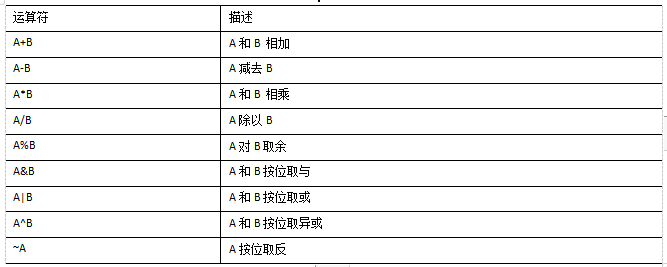 运算符 描述
A+B A 和 B 相加
A-B A 减去 B
A*B A 和 B 相乘
A/B A 除以 B
A%B A 对 B 取余
A&B A 和 B 按位取与
A|B A 和 B 按位取或
A^B A 和 B 按位取异或
~A A 按位取反